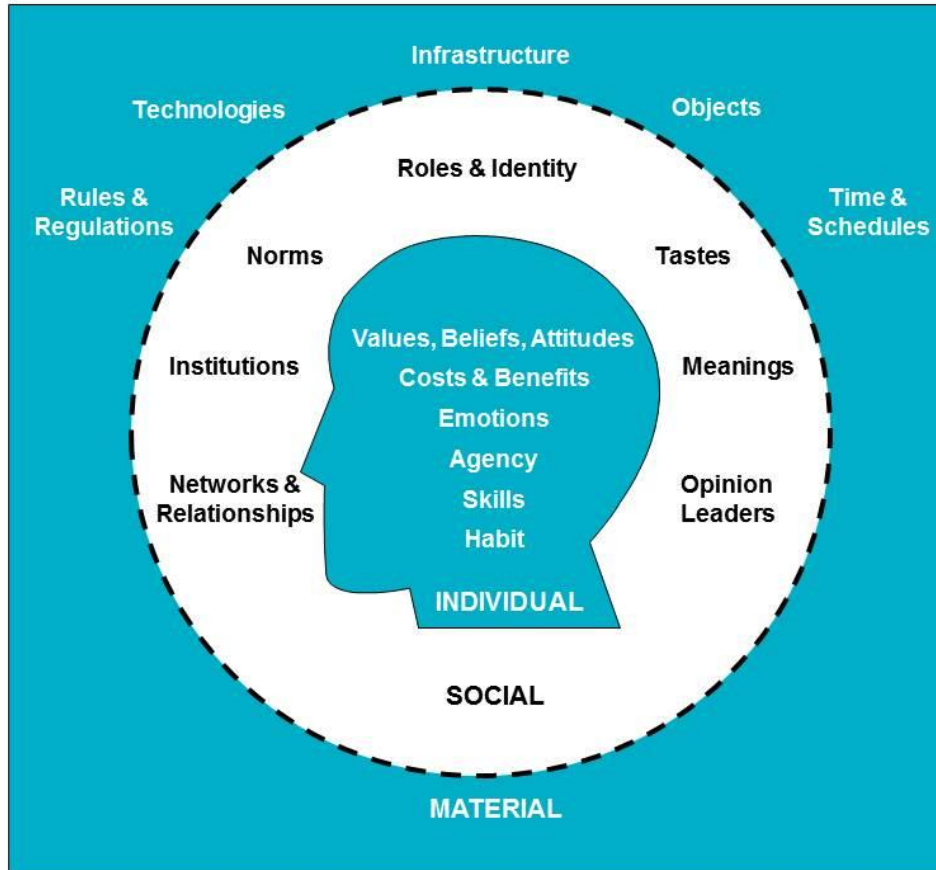 Infrastructure
Technologies
Objects
Roles & Identity
Rules &
Regulations
Time &
Schedules
Norms
Tastes
Values, Beliefs, Attitudes
Institutions
Meanings
Costs & Benefits
Emotions
Agency
Networks &
Relationships
Opinion
Leaders
Skills
Habit
INDIVIDUAL
SOCIAL
MATERIAL